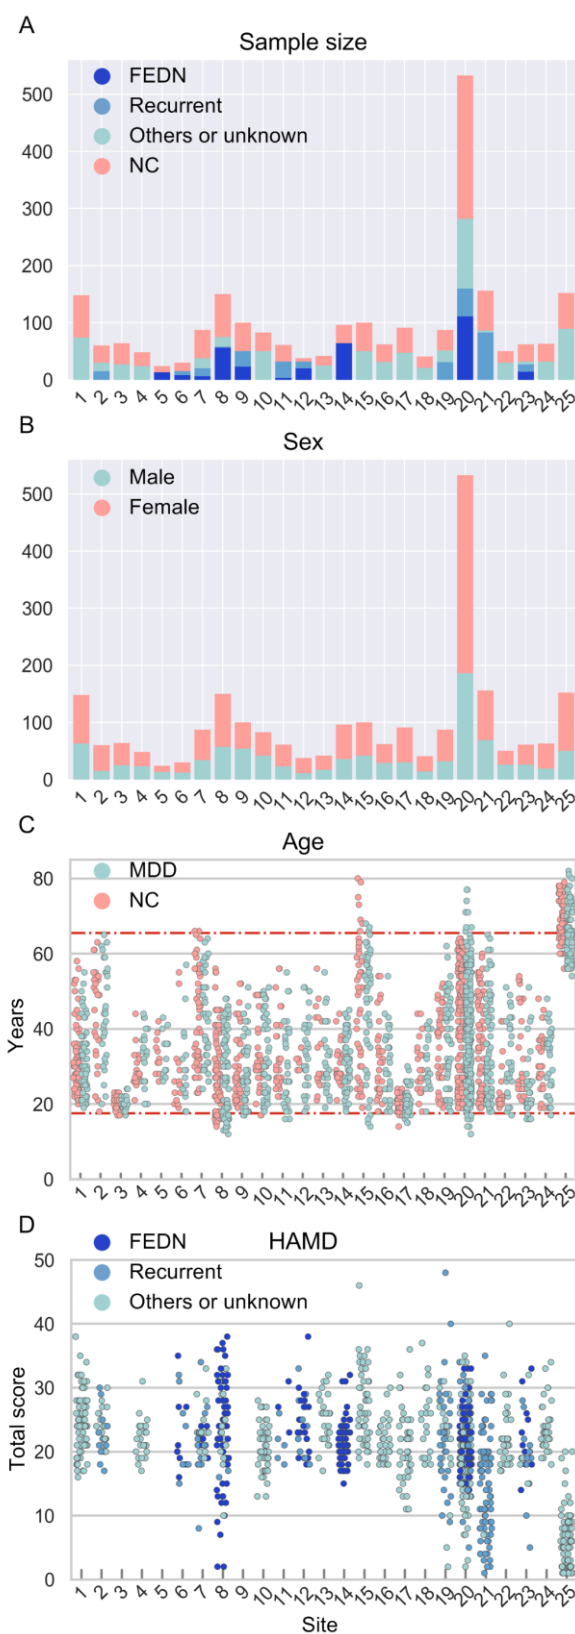 A
Sample size
FEDN
Recurrent
Others or unknown
NC
500
400
300
200
100
0
1 2 3 4 5 6 7 8 9 10 11 12 13 14 15 16 17 18 19 20 21 22 23 24 25
B
Sex
Male
Female
500
400
300
200
100
0
1 2 3 4 5 6 7 8 9 10 11 12 13 14 15 16 17 18 19 20 21 22 23 24 25
C
Age
MDD
NC
80
60
40
20
0
Years
1 2 3 4 5 6 7 8 9 10 11 12 13 14 15 16 17 18 19 20 21 22 23 24 25
D
HAMD
FEDN
Recurrent
Others or unknown
50
40
30
20
10
0
Total score
1 2 3 4 5 6 7 8 9 10 11 12 13 14 15 16 17 18 19 20 21 22 23 24 25
Site